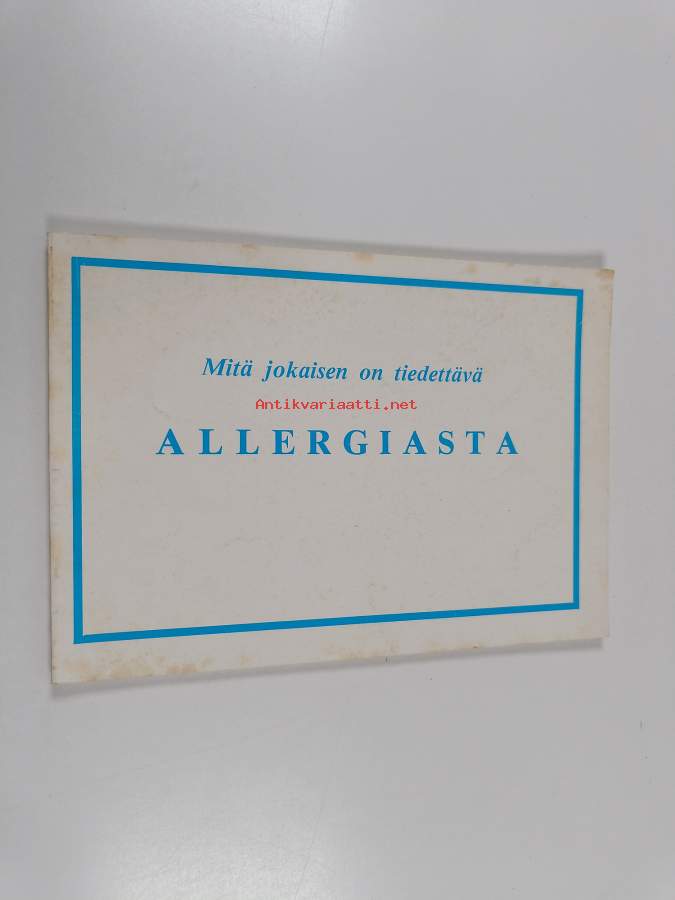 Mitä jokaisen on tiedettävä
Antikvariaatti.net
ALLERGIASTA